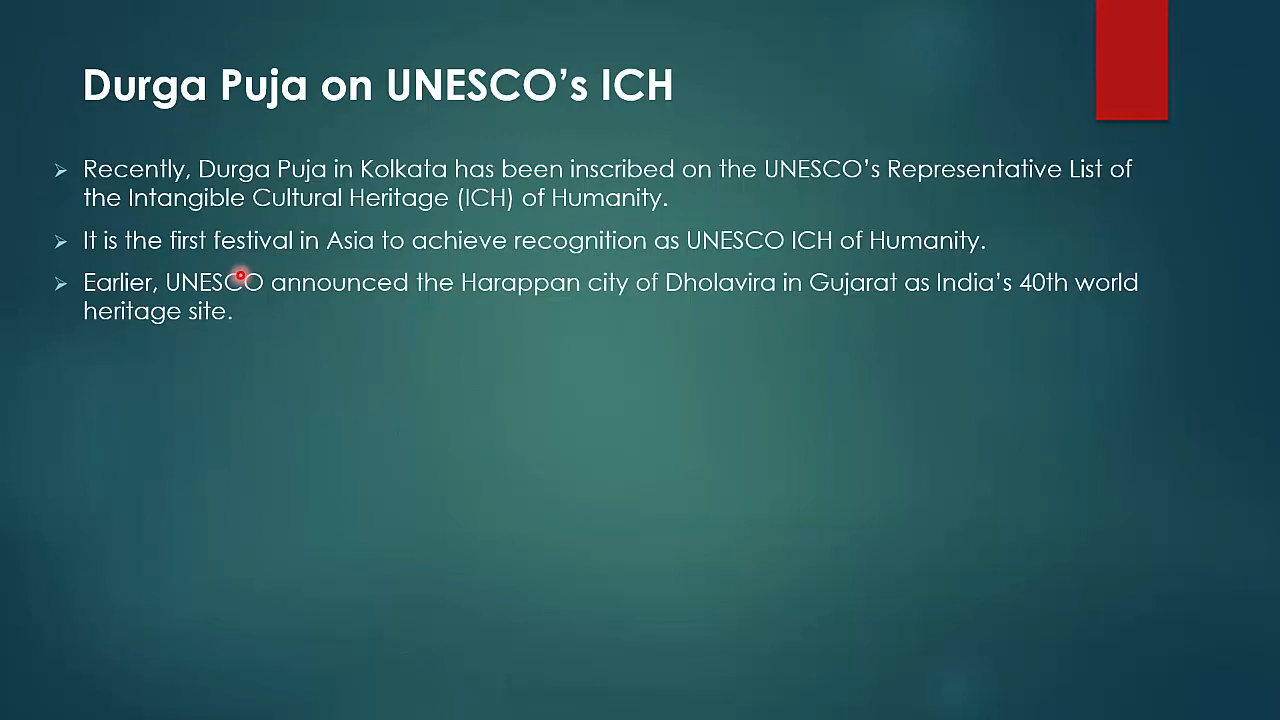 Durga Puja on UNESCO’s ICH
Recently, Durga Puja in Kolkata has been inscribed on the UNESCO’s Representative List of
the Intangible Cultural Heritage (ICH) of Humanity.
It is the first festival in Asia to achieve recognition as UNESCO ICH of Humanity.
Earlier, UNESCO announced the Harappan city of Dholavira in Gujarat as India’s 40th world
heritage site.